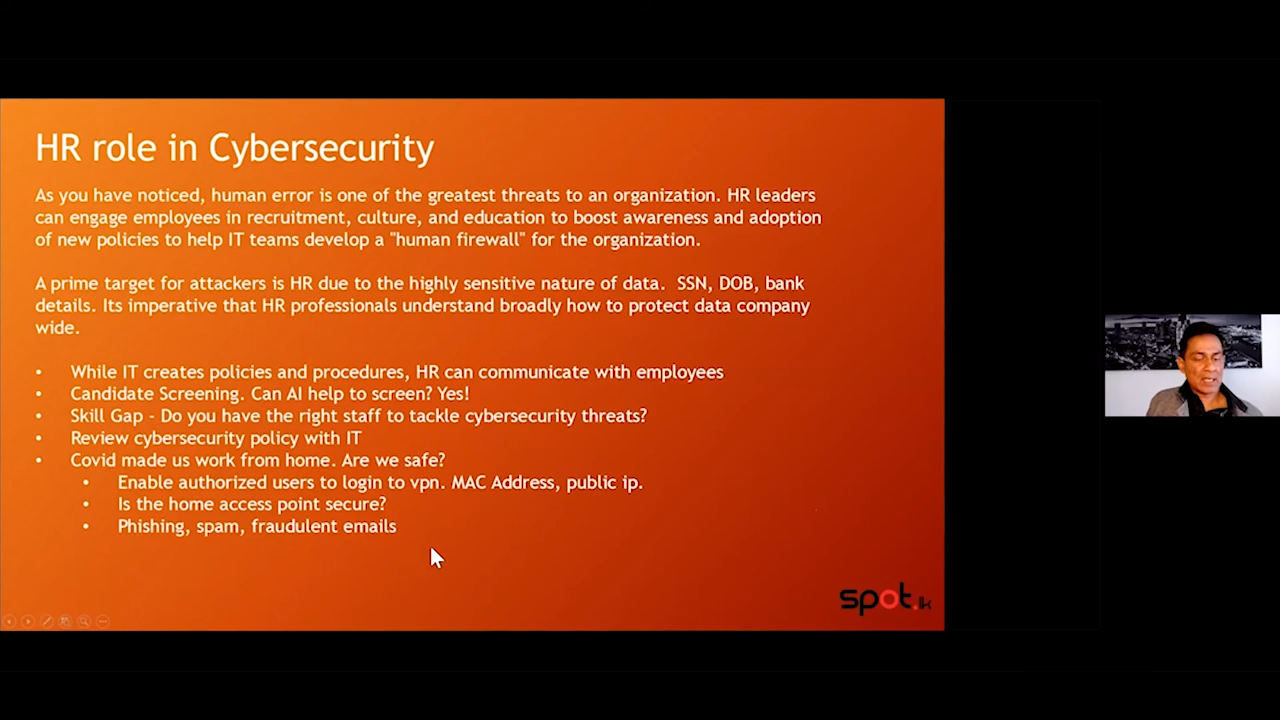 HR role in Cybersecurity
As you have noticed, human error is one of the greatest threats to an organization. HR leaders
can engage employees in recruitment, culture, and education to boost awareness and adoption
of new policies to help IT teams develop a "human firewall" for the organization.
A prime target for attackers is HR due to the highly sensitive nature of data.  SSN, DOB, bank
details. Its imperative that HR professionals understand broadly how to protect data company
wide.
• While IT creates policies and procedures, HR can communicate with employees
• Candidate Screening. Can AI help to screen? Yes!
• Skill Gap - Do you have the right staff to tackle cybersecurity threats?
• Review cybersecurity policy with IT
• Covid made us work from home. Are we safe?
• Enable authorized users to login to vpn. MAC Address, public ip.
• Is the home access point secure?
• Phishing, spam, fraudulent emails
spot.lk